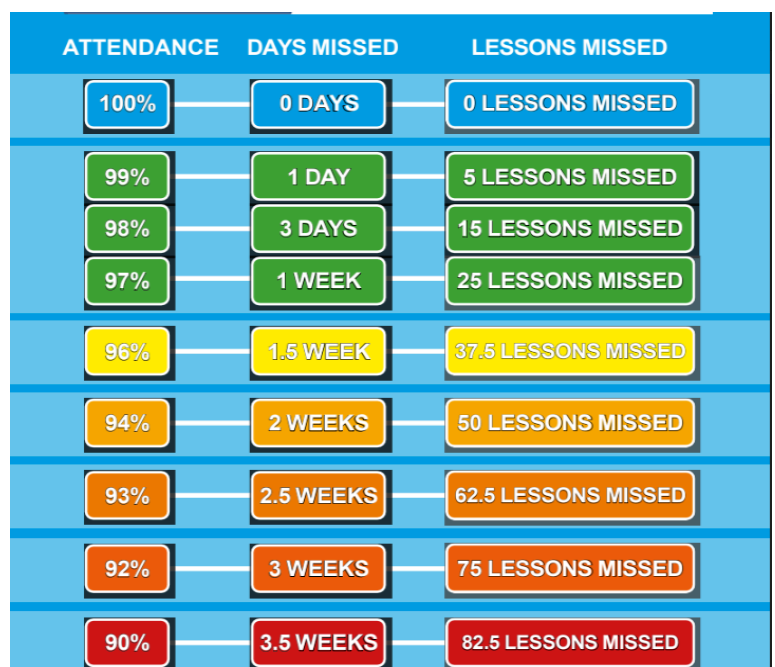 ATTENDANCE DAYS MISSED LESSONS MISSED
100% 0 DAYS 0 LESSONS MISSED
99% 1 DAY 5 LESSONS MISSED
98% 3 DAYS 15 LESSONS MISSED
97% 1 WEEK 25 LESSONS MISSED
96% 1.5 WEEK 37.5 LESSONS MISSED
94% 2 WEEKS 50 LESSONS MISSED
93% 2.5 WEEKS 62.5 LESSONS MISSED
92% 3 WEEKS 75 LESSONS MISSED
90% 3.5 WEEKS 82.5 LESSONS MISSED